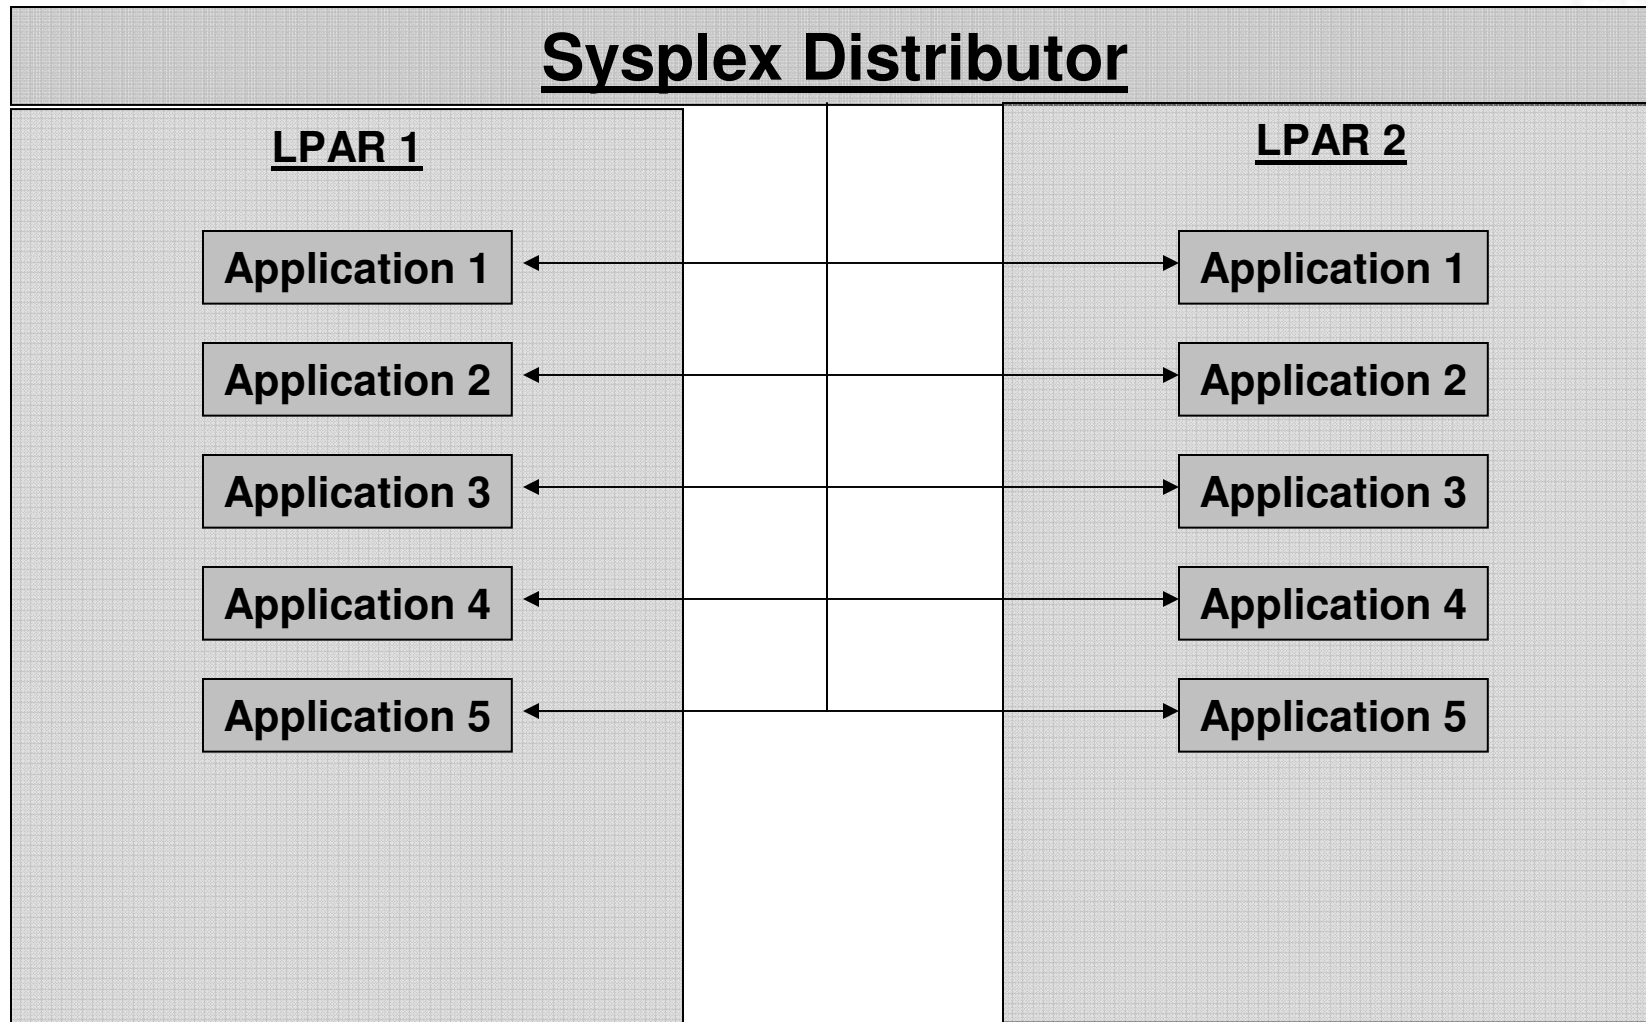 Sysplex Distributor
LPAR 1
Application 1
Application 2
Application 3
Application 4
Application 5
LPAR 2
Application 1
Application 2
Application 3
Application 4
Application 5